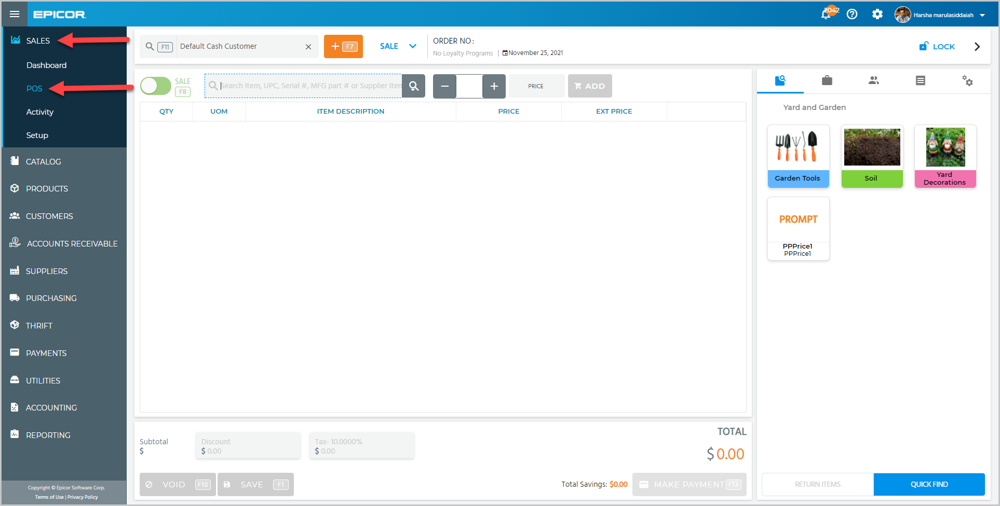 EPICOR.
2042
Harsha marulasiddaiah
SALES
Dashboard
POS
Activity
Setup
CATALOG
PRODUCTS
CUSTOMERS
ACCOUNTS RECEIVABLE
SUPPLIERS
PURCHASING
THRIFT
PAYMENTS
UTILITIES
ACCOUNTING
REPORTING
Copyright © Epicor Software Corp.
Terms of Use | Privacy Policy
F11 Default Cash Customer
+ F7
SALE
ORDER NO:
No Loyalty Programs | November 25, 2021
LOCK
SALE
F8
Search Item, UPC, Serial #, MFG part # or Supplier Iten
PRICE
ADD
QTY UOM ITEM DESCRIPTION PRICE EXT PRICE
Subtotal
$
Discount
$ 0.00
Tax- 10.0000%
$ 0.00
TOTAL
$ 0.00
VOID F10
SAVE F1
Total Savings: $0.00
MAKE PAYMENT F12
Yard and Garden
Garden Tools
Soil
Yard
Decorations
PROMPT
PPPrice1
PPPrice1
RETURN ITEMS
QUICK FIND